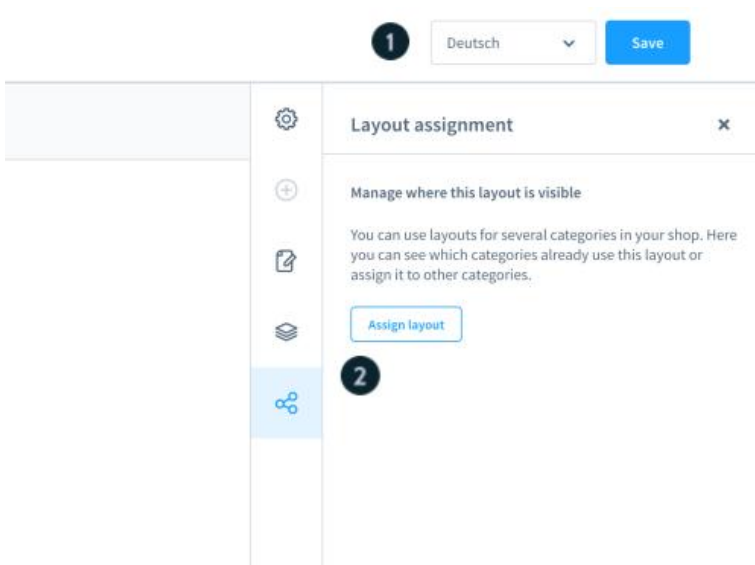 1
Deutsch
Save
Layout assignment
Manage where this layout is visible
You can use layouts for several categories in your shop. Here
you can see which categories already use this layout or
assign it to other categories.
Assign layout
2